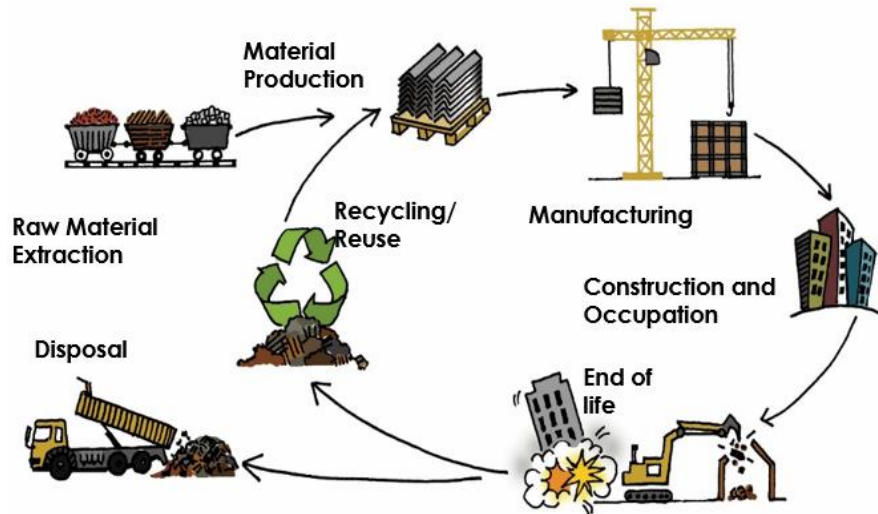 Material
Production
Raw Material
Extraction
Recycling/
Reuse
Manufacturing
Construction and
Occupation
Disposal
End of
life